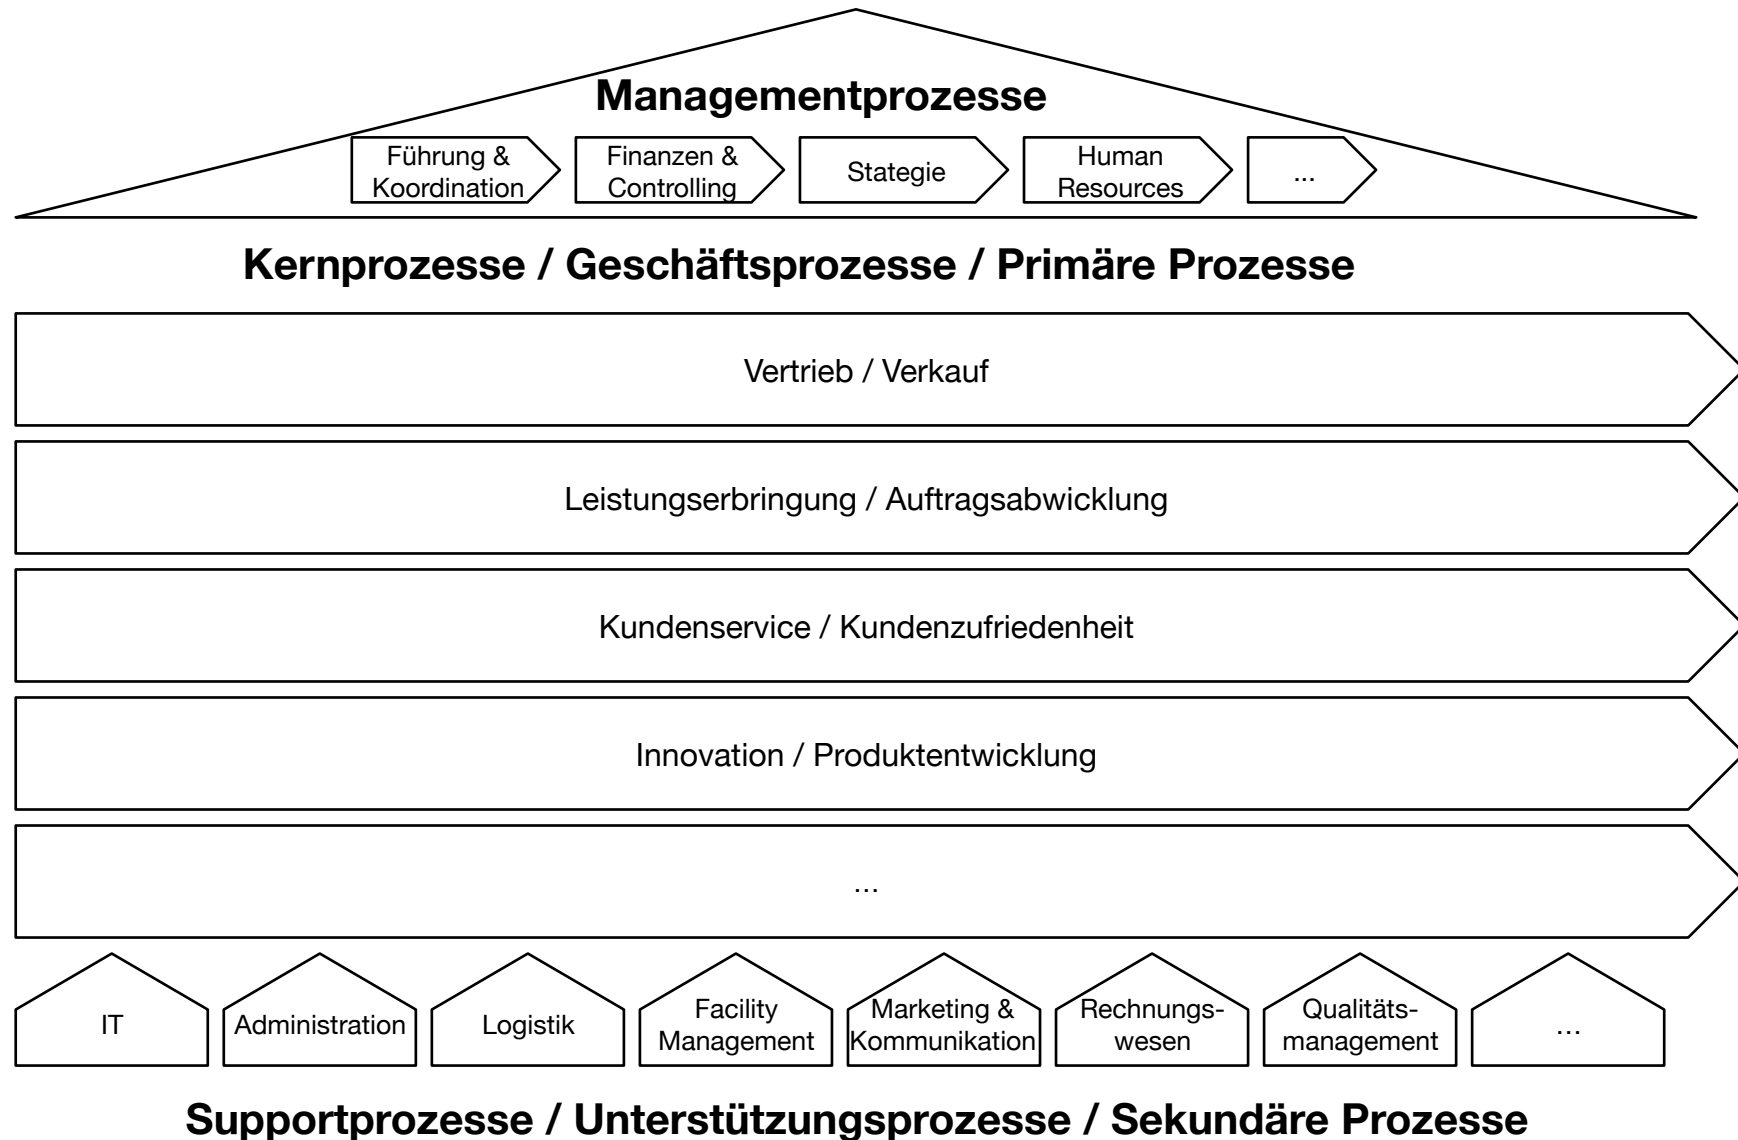 Managementprozesse
Führung &
Koordination
Finanzen &
Controlling
Stategie
Human
Resources
...
Kernprozesse / Geschäftsprozesse / Primäre Prozesse
Vertrieb / Verkauf
Leistungserbringung / Auftragsabwicklung
Kundenservice / Kundenzufriedenheit
Innovation / Produktentwicklung
...
IT
Administration
Logistik
Facility
Management
Marketing &
Kommunikation
Rechnungs-
wesen
Qualitäts-
management
...
Supportprozesse / Unterstützungsprozesse / Sekundäre Prozesse